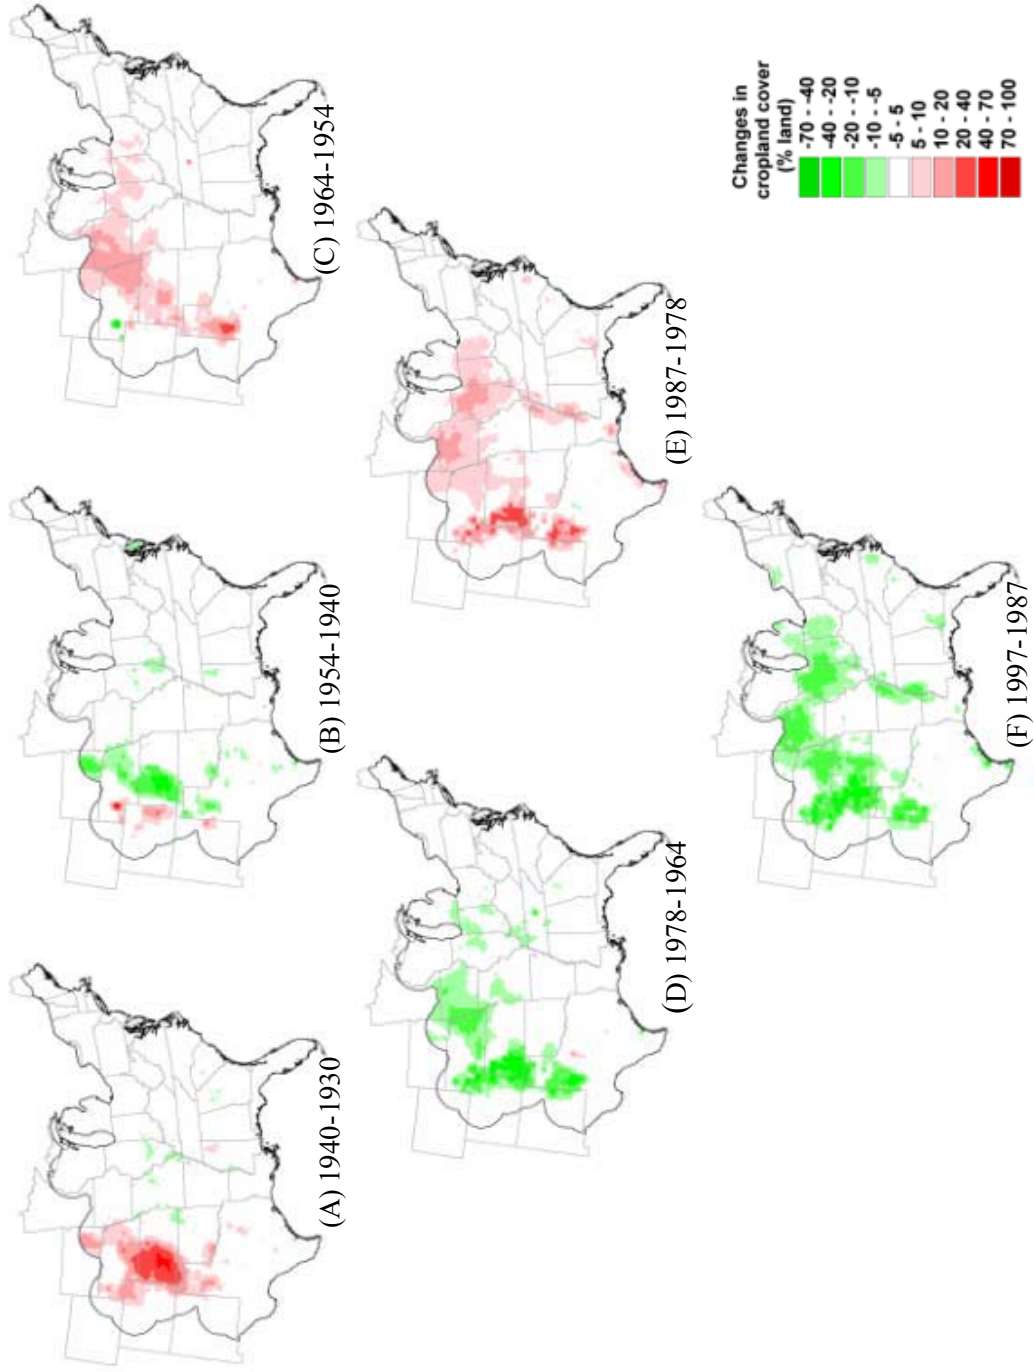 (A) 1940-1930
(B) 1954-1940
(C) 1964-1954
(D) 1978-1964
(E) 1987-1978
(F) 1997-1987
Changes in
cropland cover
(% land)
-70 - -40
-40 - -20
-20 - -10
-10 - -5
-5 - 5
5 - 10
10 - 20
20 - 40
40 - 70
70 - 100